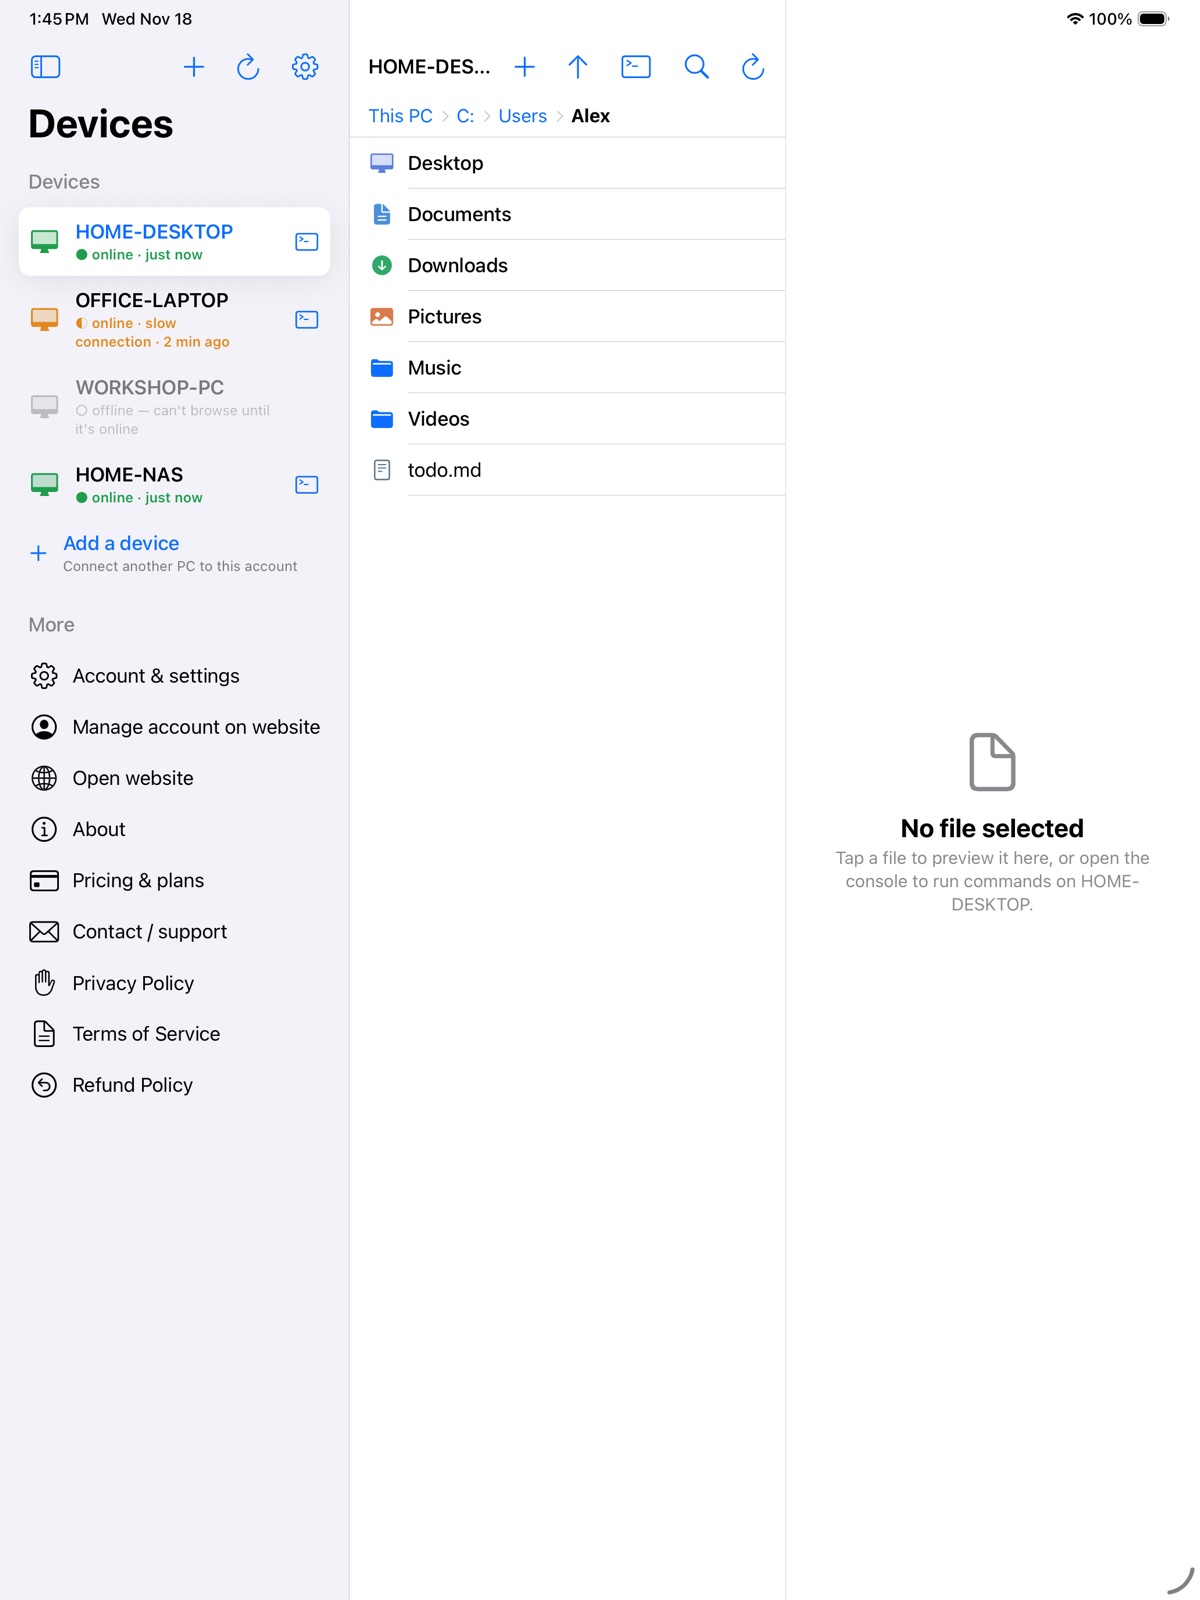 1:45 PM Wed Nov 18
100%
Devices
Devices
HOME-DESKTOP
online · just now
OFFICE-LAPTOP
online · slow
connection · 2 min ago
WORKSHOP-PC
offline — can't browse until
it's online
HOME-NAS
online · just now
Add a device
Connect another PC to this account
More
Account & settings
Manage account on website
Open website
About
Pricing & plans
Contact / support
Privacy Policy
Terms of Service
Refund Policy
HOME-DES...
This PC > C: > Users > Alex
Desktop
Documents
Downloads
Pictures
Music
Videos
todo.md
No file selected
Tap a file to preview it here, or open the
console to run commands on HOME-
DESKTOP.